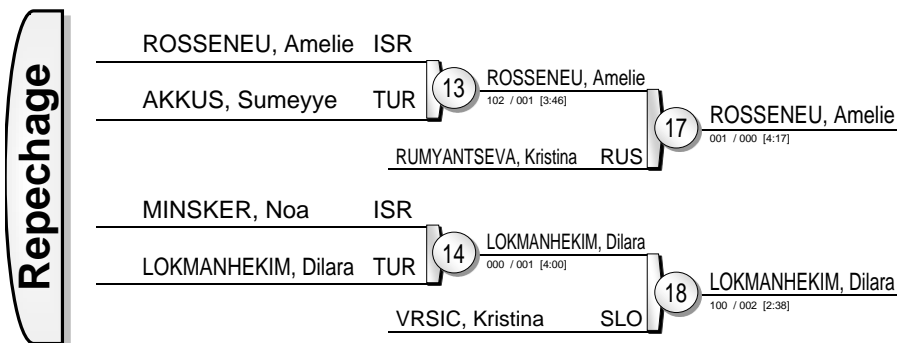 Repechage
ROSSENEU, Amelie ISR
AKKUS, Sumeyye TUR
13
ROSSENEU, Amelie
102 / 001 [3:46]
RUMYANTSEVA, Kristina RUS
17
ROSSENEU, Amelie
001 / 000 [4:17]
MINSKER, Noa ISR
LOKMANHEKIM, Dilara TUR
14
LOKMANHEKIM, Dilara
000 / 001 [4:00]
VRSIC, Kristina SLO
18
LOKMANHEKIM, Dilara
100 / 002 [2:38]